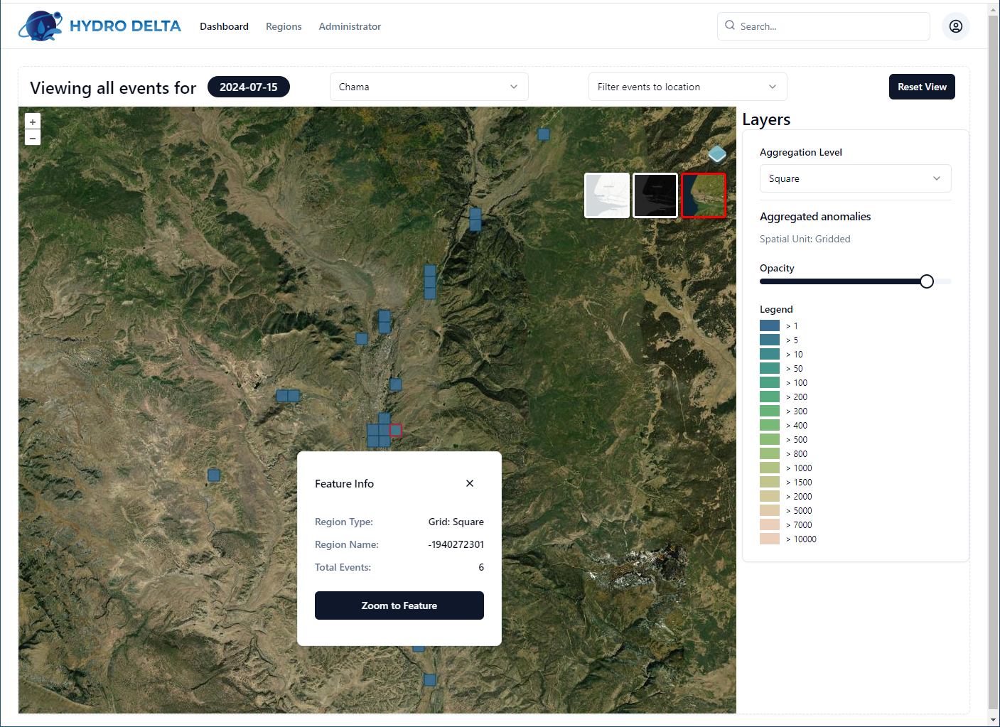 HYDRO DELTA
Dashboard
Regions
Administrator
Search...
Viewing all events for
2024-07-15
Chama
Filter events to location
Reset View
+
−
Layers
Aggregation Level
Square
Aggregated anomalies
Spatial Unit: Gridded
Opacity
Legend
> 1
> 5
> 10
> 50
> 100
> 200
> 300
> 400
> 500
> 800
> 1000
> 1500
> 2000
> 5000
> 7000
> 10000
Feature Info
Region Type: Grid: Square
Region Name: -1940272301
Total Events: 6
Zoom to Feature